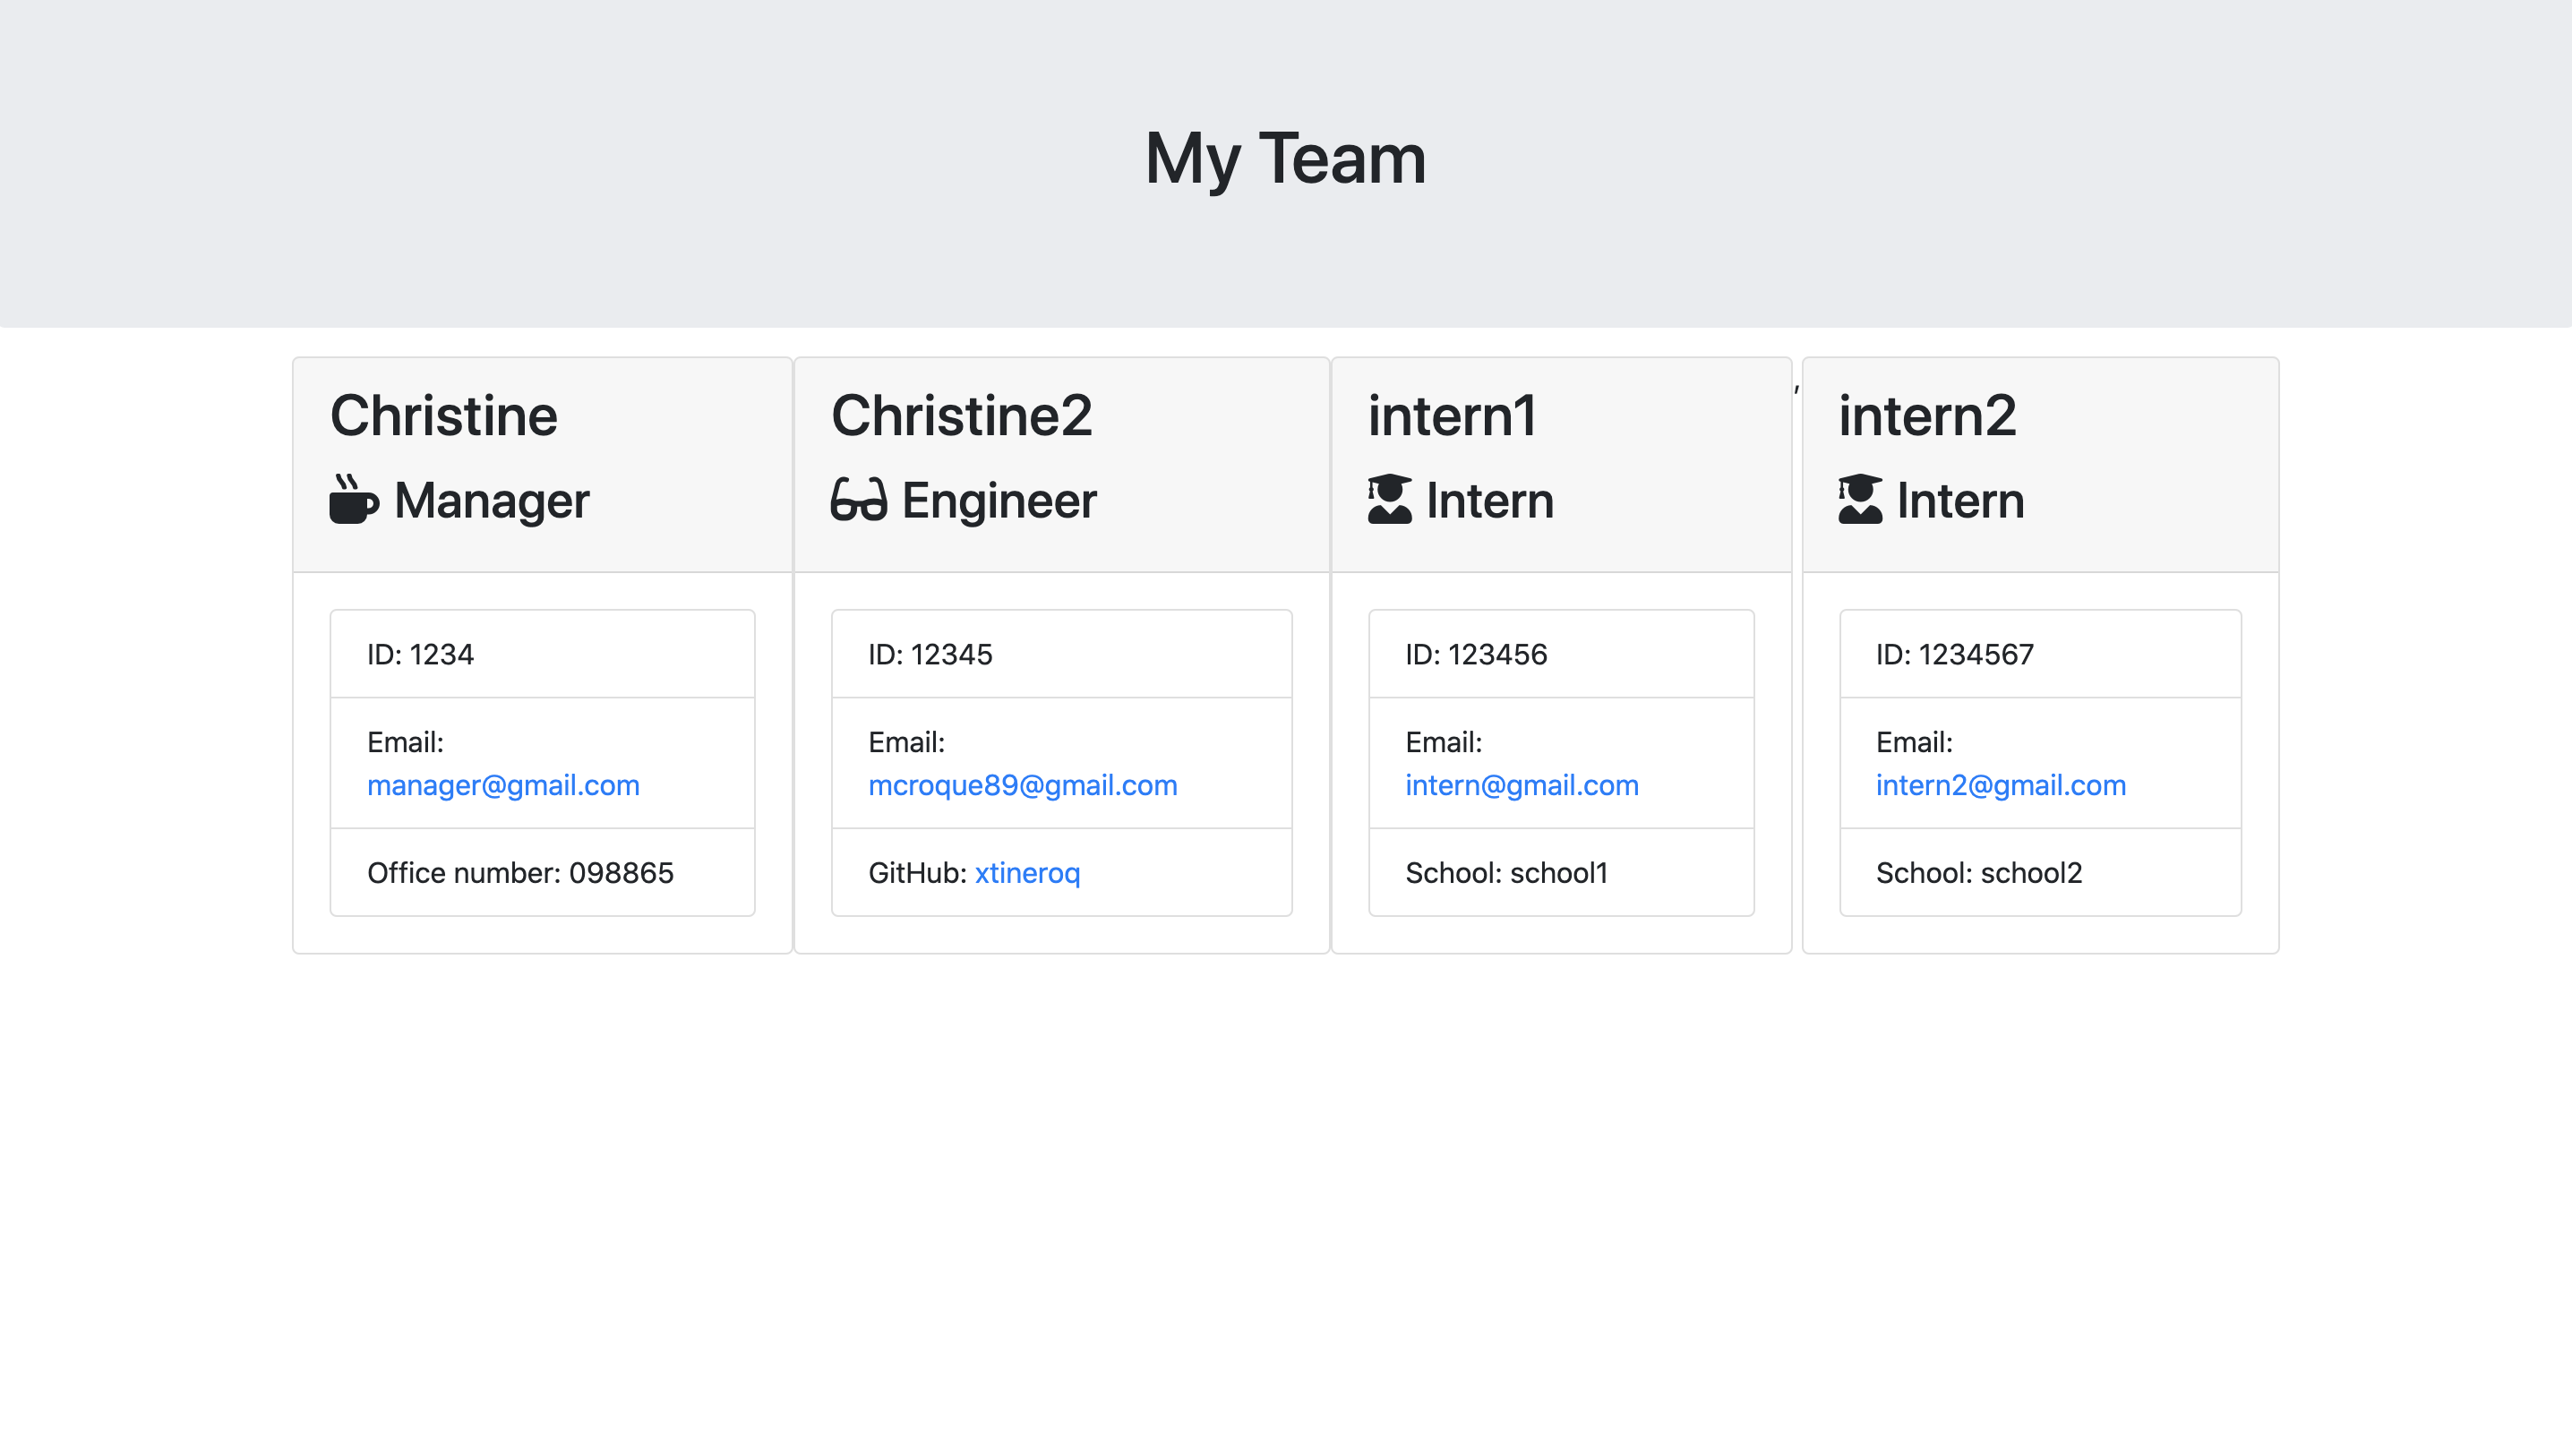 My Team
Christine
Manager
ID: 1234
Email:
manager@gmail.com
Office number: 098865
Christine2
Engineer
ID: 12345
Email:
mcroque89@gmail.com
GitHub: xtineroq
intern1
Intern
ID: 123456
Email:
intern@gmail.com
School: school1
,
intern2
Intern
ID: 1234567
Email:
intern2@gmail.com
School: school2